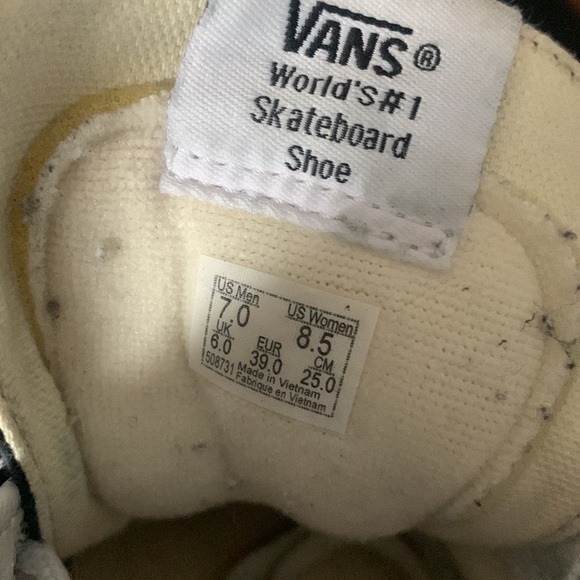 VANS®
World's #1
Skateboard
Shoe
US Men US Women
7.0 8.5
UK EUR CM
6.0 39.0 25.0
508731 Made in Vietnam
Fabrique en Vietnam